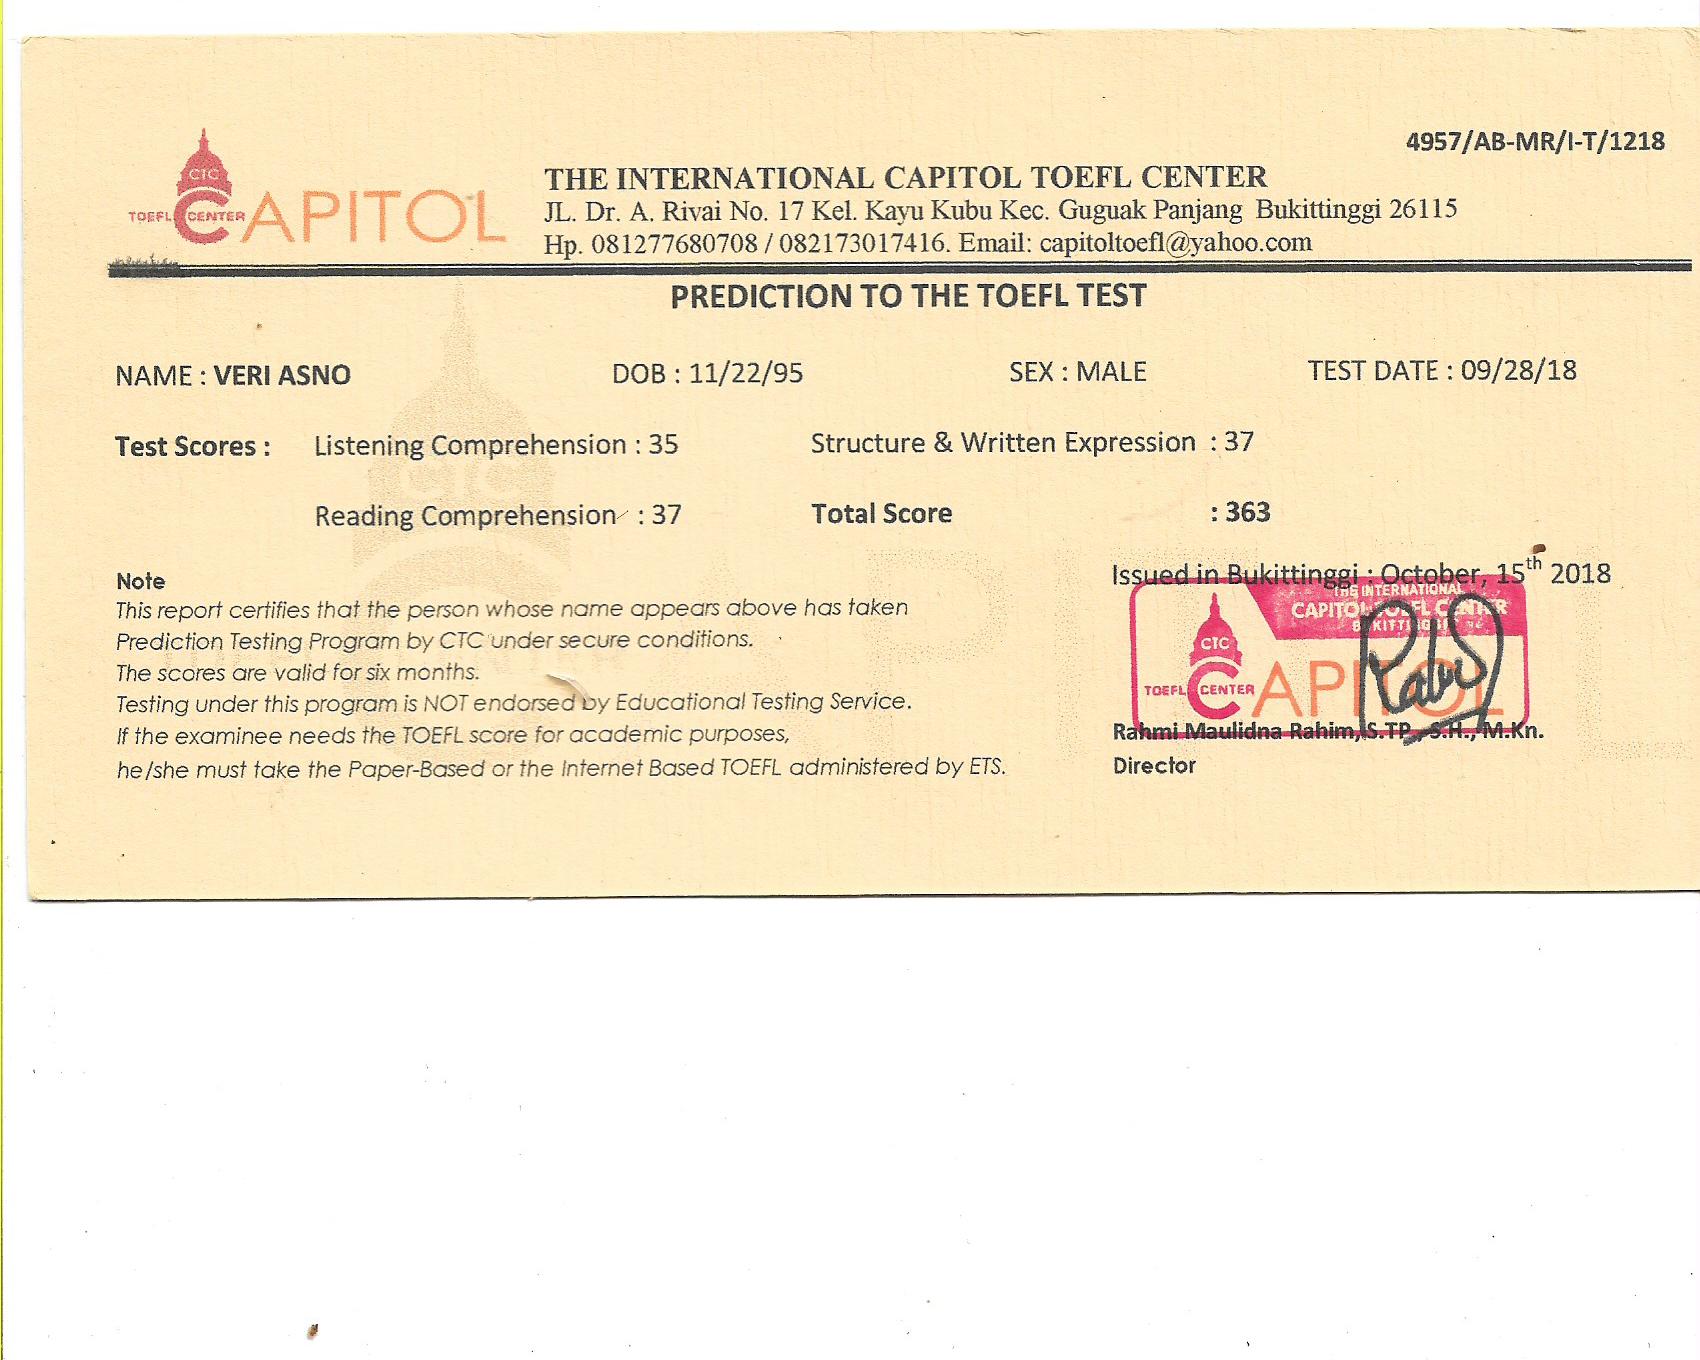 4957/AB-MR/I-T/1218
CTC
TOEFL CENTER CAPITOL
THE INTERNATIONAL CAPITOL TOEFL CENTER
JL. Dr. A. Rivai No. 17 Kel. Kayu Kubu Kec. Guguak Panjang Bukittinggi 26115
Hp. 081277680708 / 082173017416. Email: capitoltoefl@yahoo.com
PREDICTION TO THE TOEFL TEST
NAME : VERI ASNO DOB : 11/22/95 SEX : MALE TEST DATE : 09/28/18
Test Scores : Listening Comprehension : 35 Structure & Written Expression : 37
Reading Comprehension : 37 Total Score : 363
Note
This report certifies that the person whose name appears above has taken
Prediction Testing Program by CTC under secure conditions.
The scores are valid for six months.
Testing under this program is NOT endorsed by Educational Testing Service.
If the examinee needs the TOEFL score for academic purposes,
he/she must take the Paper-Based or the Internet Based TOEFL administered by ETS.
Issued in Bukittinggi : October, 15th 2018
THE INTERNATIONAL
CAPITOL TOEFL CENTER
BUKITTINGGI
CTC
TOEFL CENTER CAPITOL
Rahmi Maulidna Rahim, S.TP., S.H., M.Kn.
Director